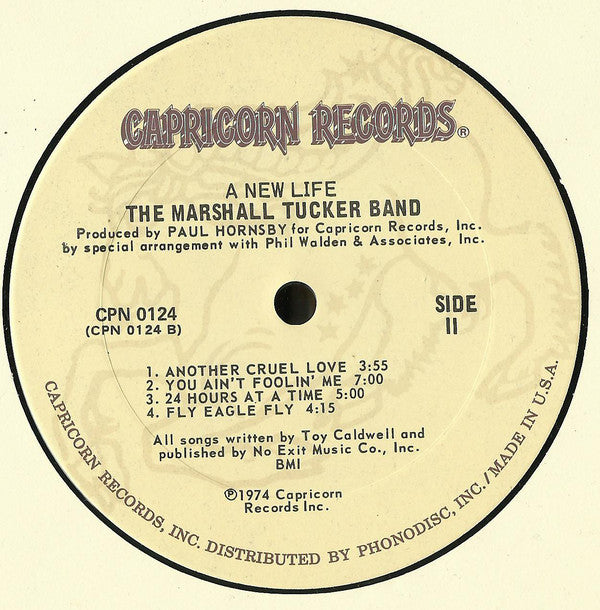 CAPRICORN RECORDS®
A NEW LIFE
THE MARSHALL TUCKER BAND
Produced by PAUL HORNSBY for Capricorn Records, Inc.
by special arrangement with Phil Walden & Associates, Inc.
CPN 0124
(CPN 0124 B)
SIDE
II
1. ANOTHER CRUEL LOVE 3:55
2. YOU AIN'T FOOLIN' ME 7:00
3. 24 HOURS AT A TIME 5:00
4. FLY EAGLE FLY 4:15
All songs written by Toy Caldwell and
published by No Exit Music Co., Inc.
BMI
℗1974 Capricorn
Records Inc.
CAPRICORN RECORDS, INC. DISTRIBUTED BY PHONODISC, INC./MADE IN U.S.A.